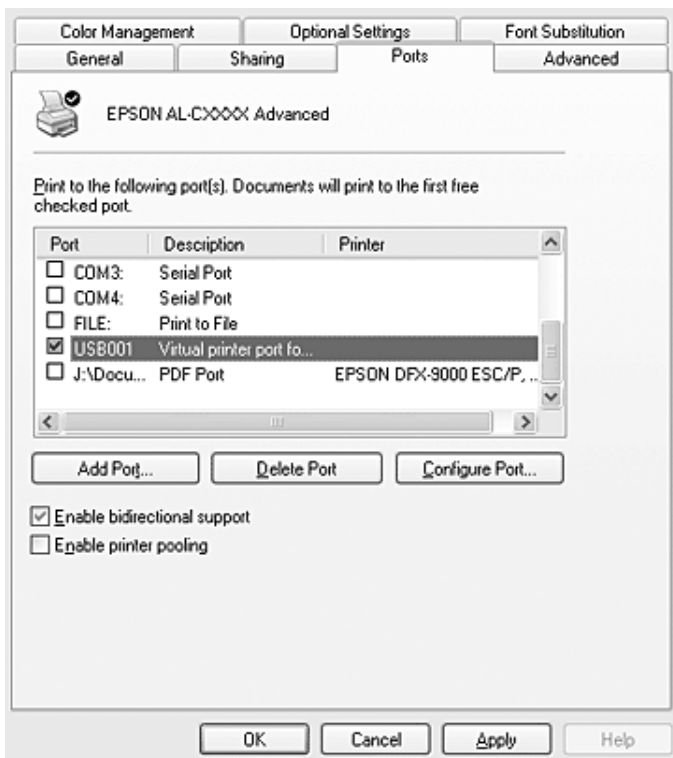 Color Management Optional Settings Font Substitution
General Sharing Ports Advanced
EPSON AL-CXXXX Advanced
Print to the following port(s). Documents will print to the first free
checked port.
Port Description Printer
COM3: Serial Port
COM4: Serial Port
FILE: Print to File
USB001 Virtual printer port fo...
J:\Docu... PDF Port EPSON DFX-9000 ESC/P, ...
Add Port... Delete Port Configure Port...
Enable bidirectional support
Enable printer pooling
OK Cancel Apply Help